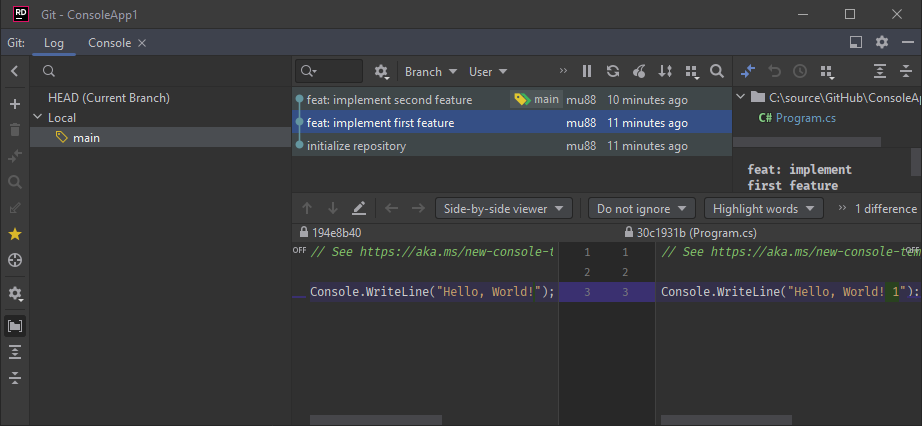 RD Git - ConsoleApp1
Git: Log Console
Branch User
HEAD (Current Branch)
Local
main
feat: implement second feature main mu88 10 minutes ago
feat: implement first feature mu88 11 minutes ago
initialize repository mu88 11 minutes ago
C:\source\GitHub\ConsoleAp
C# Program.cs
feat: implement
first feature
Side-by-side viewer Do not ignore Highlight words 1 difference
194e8b40 30c1931b (Program.cs)
OFF // See https://aka.ms/new-console-t 1 1 // See https://aka.ms/new-console-tem OFF
2 2
Console.WriteLine("Hello, World!"); 3 3 Console.WriteLine("Hello, World! 1");